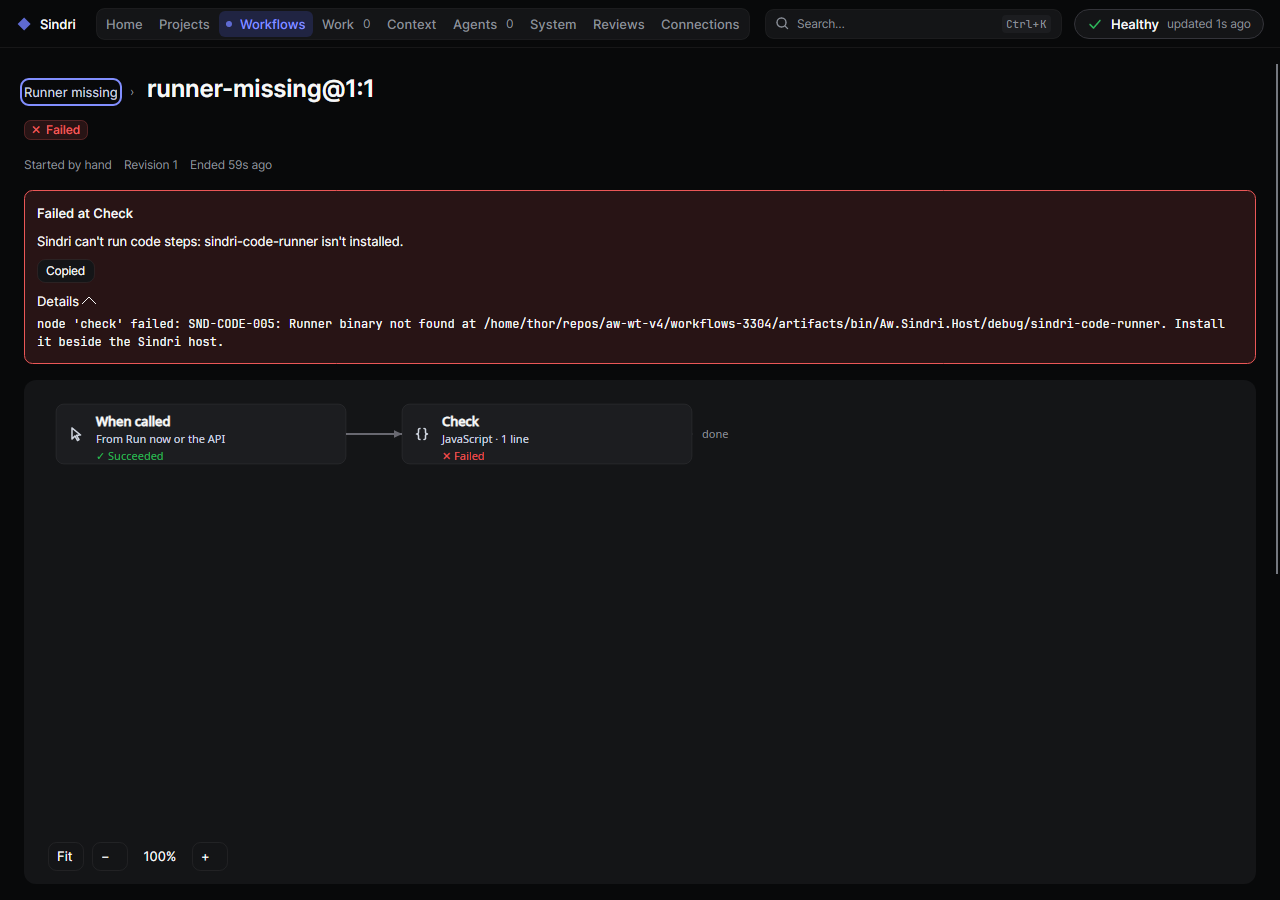 Sindri
Home Projects Workflows Work 0 Context Agents 0 System Reviews Connections
Search... Ctrl+K
Healthy updated 1s ago
Runner missing › runner-missing@1:1
✕ Failed
Started by hand Revision 1 Ended 59s ago
Failed at Check
Sindri can't run code steps: sindri-code-runner isn't installed.
Copied
Details
node 'check' failed: SND-CODE-005: Runner binary not found at /home/thor/repos/aw-wt-v4/workflows-3304/artifacts/bin/Aw.Sindri.Host/debug/sindri-code-runner. Install
it beside the Sindri host.
When called
From Run now or the API
✓ Succeeded
{} Check
JavaScript · 1 line
✕ Failed
done
Fit − 100% +